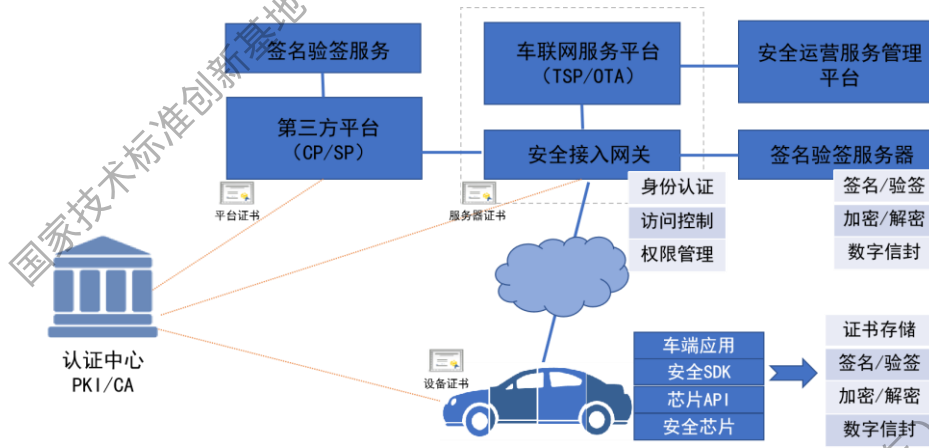 签名验签服务
车联网服务平台
（TSP/OTA）
安全运营服务管理
平台
第三方平台
（CP/SP）
安全接入网关
签名验签服务器
平台证书
服务器证书
身份认证
访问控制
权限管理
签名/验签
加密/解密
数字信封
认证中心
PKI/CA
设备证书
车端应用
安全SDK
芯片API
安全芯片
证书存储
签名/验签
加密/解密
数字信封
国家技术标准创新基地